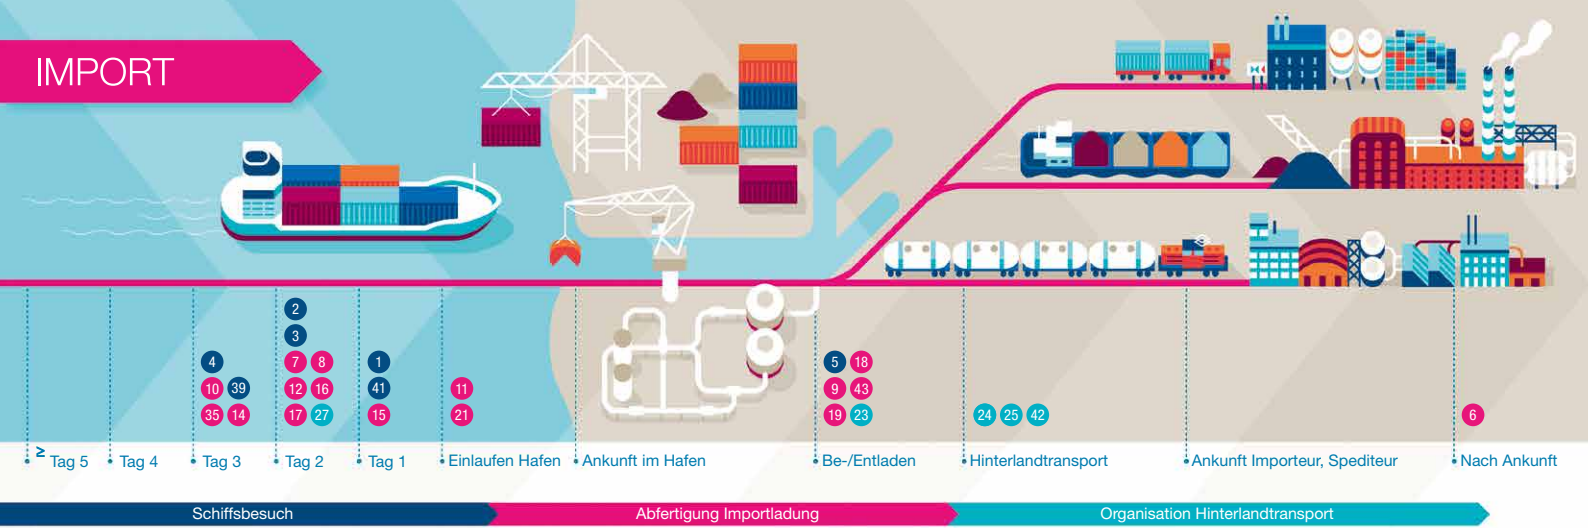 IMPORT
2
3
4 7 8 1
10 39 12 16 41 11 5 18
35 14 17 27 15 21 9 43
19 23 24 25 42 6
≥ Tag 5 Tag 4 Tag 3 Tag 2 Tag 1 Einlaufen Hafen Ankunft im Hafen Be-/Entladen Hinterlandtransport Ankunft Importeur, Spediteur Nach Ankunft
Schiffsbesuch Abfertigung Importladung Organisation Hinterlandtransport